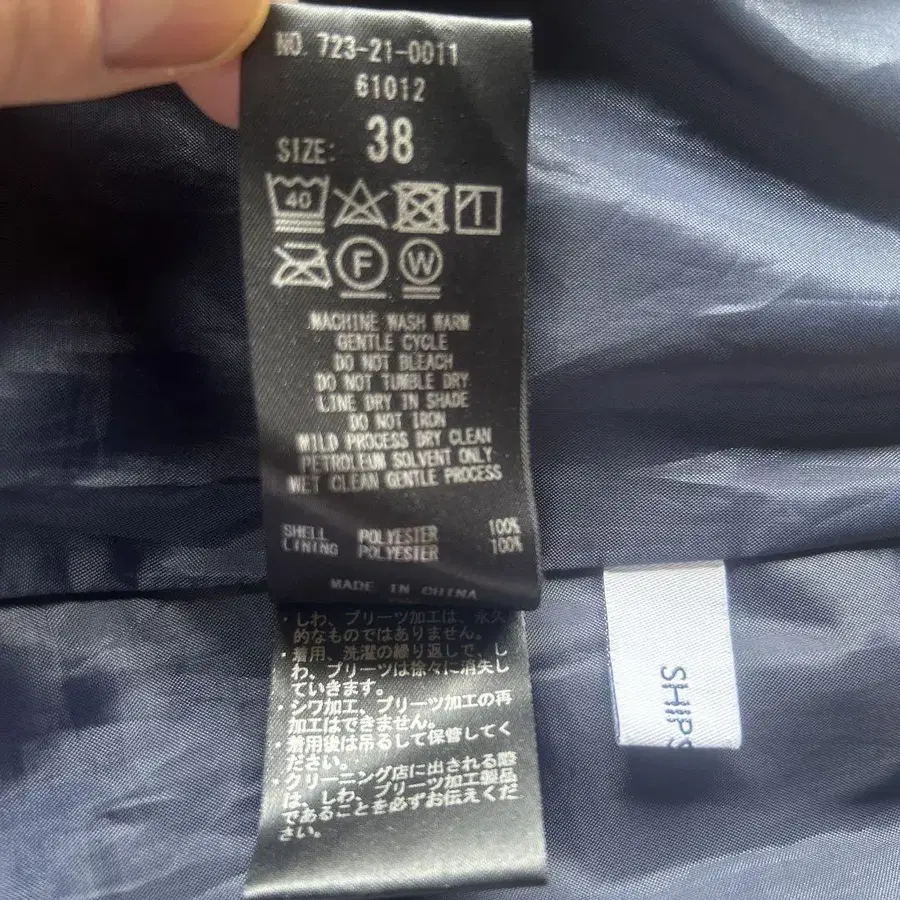 NO. 723-21-0011
61012
SIZE: 38
40
F W
MACHINE WASH WARM
GENTLE CYCLE
DO NOT BLEACH
DO NOT TUMBLE DRY
LINE DRY IN SHADE
DO NOT IRON
MILD PROCESS DRY CLEAN
PETROLEUM SOLVENT ONLY
WET CLEAN GENTLE PROCESS
SHELL POLYESTER 100%
LINING POLYESTER 100%
MADE IN CHINA
・しわ、プリーツ加工は、永久
的なものではありません。
・着用、洗濯の繰り返しで、し
わ、プリーツは徐々に消失し
ていきます。
・シワ加工、プリーツ加工の再
加工はできません。
・着用後は吊るして保管してく
ださい。
・クリーニング店に出される際
は、しわ、プリーツ加工製品
であることを必ずお伝えくだ
さい。
SHIPS